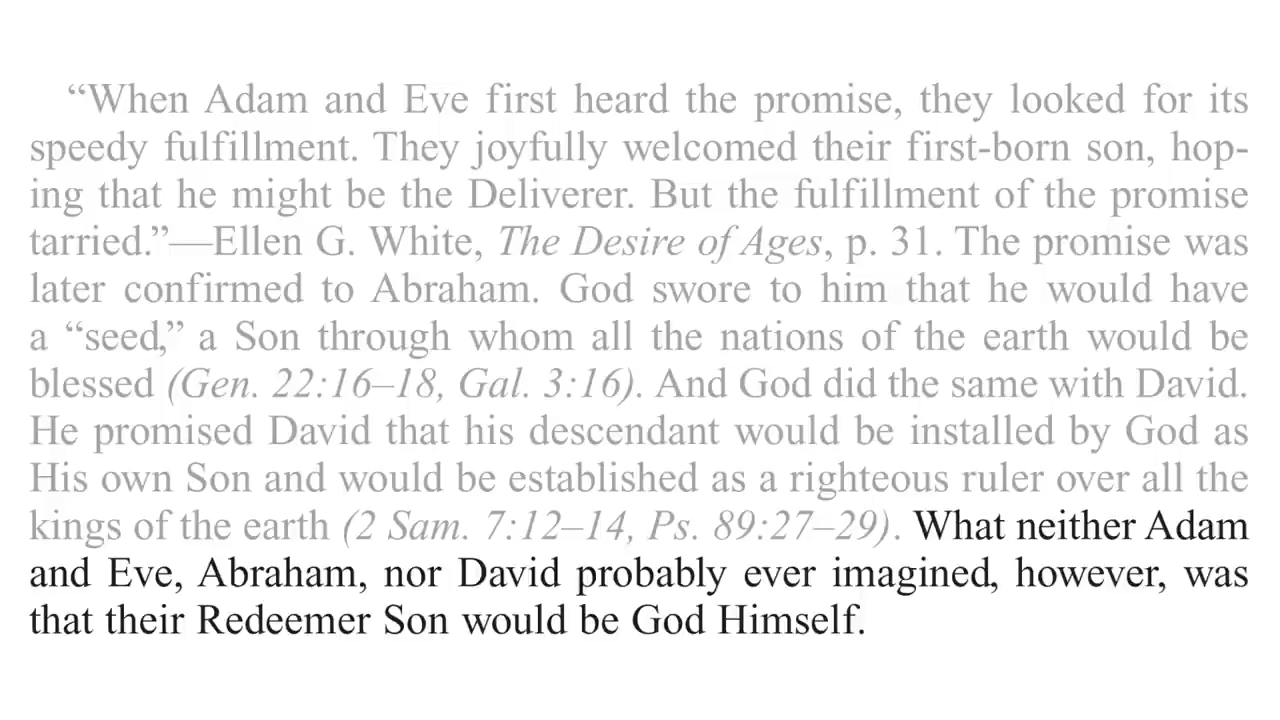 “When Adam and Eve first heard the promise, they looked for its
speedy fulfillment. They joyfully welcomed their first-born son, hop-
ing that he might be the Deliverer. But the fulfillment of the promise
tarried.”—Ellen G. White, The Desire of Ages, p. 31. The promise was
later confirmed to Abraham. God swore to him that he would have
a “seed,” a Son through whom all the nations of the earth would be
blessed (Gen. 22:16–18, Gal. 3:16). And God did the same with David.
He promised David that his descendant would be installed by God as
His own Son and would be established as a righteous ruler over all the
kings of the earth (2 Sam. 7:12–14, Ps. 89:27–29). What neither Adam
and Eve, Abraham, nor David probably ever imagined, however, was
that their Redeemer Son would be God Himself.